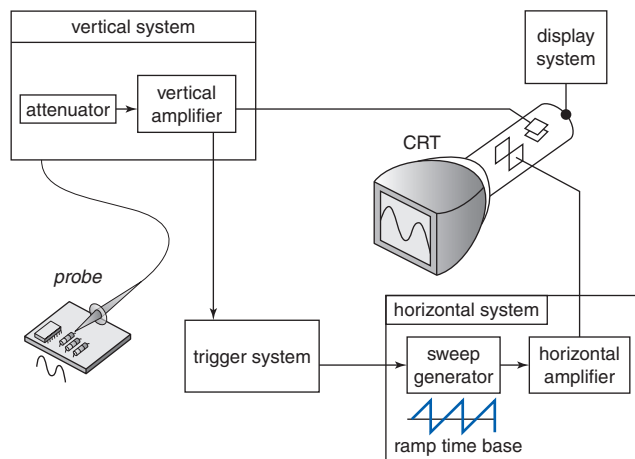 vertical system
display
system
attenuator
vertical
amplifier
CRT
probe
horizontal system
trigger system
sweep
generator
horizontal
amplifier
ramp time base